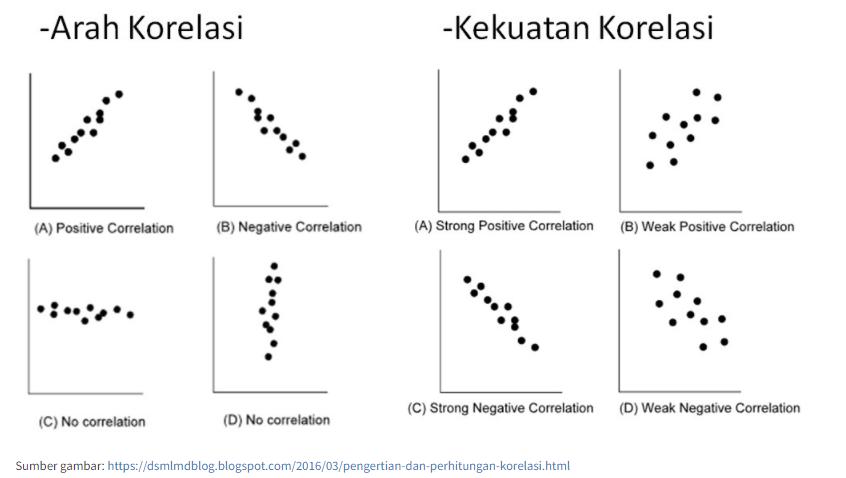 -Arah Korelasi
-Kekuatan Korelasi
(A) Positive Correlation
(B) Negative Correlation
(A) Strong Positive Correlation
(B) Weak Positive Correlation
(C) No correlation
(D) No correlation
(C) Strong Negative Correlation
(D) Weak Negative Correlation
Sumber gambar: https://dsmlmdblog.blogspot.com/2016/03/pengertian-dan-perhitungan-korelasi.html